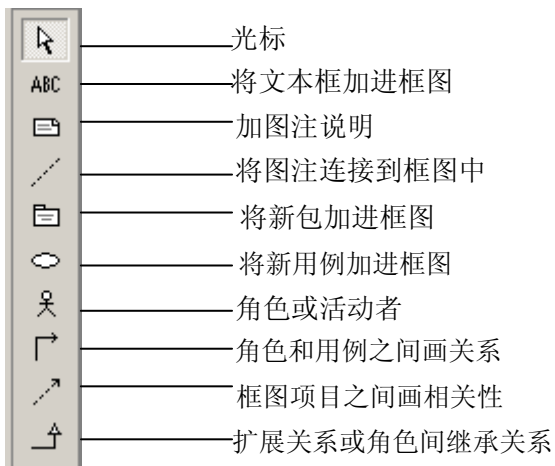 光标
ABC 将文本框加进框图
加图注说明
将图注连接到框图中
将新包加进框图
将新用例加进框图
角色或活动者
角色和用例之间画关系
框图项目之间画相关性
扩展关系或角色间继承关系